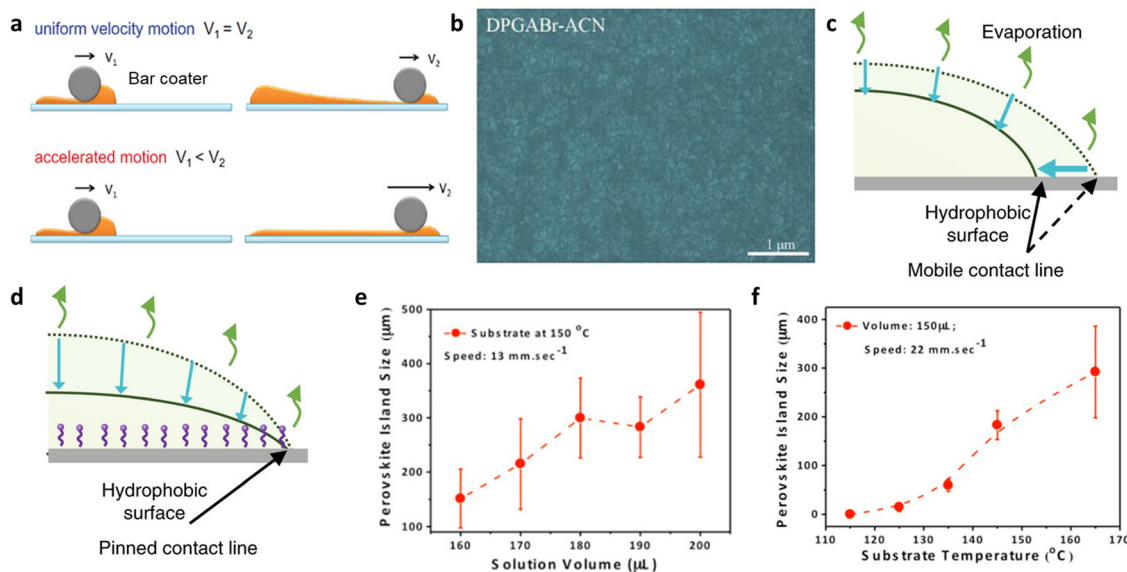 a
uniform velocity motion V₁ = V₂
V₁
Bar coater
V₂
accelerated motion V₁ < V₂
V₁
V₂
b
DPGABr-ACN
1 μm
c
Evaporation
Hydrophobic
surface
Mobile contact line
d
Hydrophobic
surface
Pinned contact line
e
Perovskite Island Size (μm)
500
400
300
200
100
Substrate at 150 °C
Speed: 13 mm.sec⁻¹
160 170 180 190 200
Solution Volume (μL)
f
Perovskite Island Size (μm)
400
300
200
100
0
Volume: 150μL;
Speed: 22 mm.sec⁻¹
110 120 130 140 150 160 170
Substrate Temperature (°C)